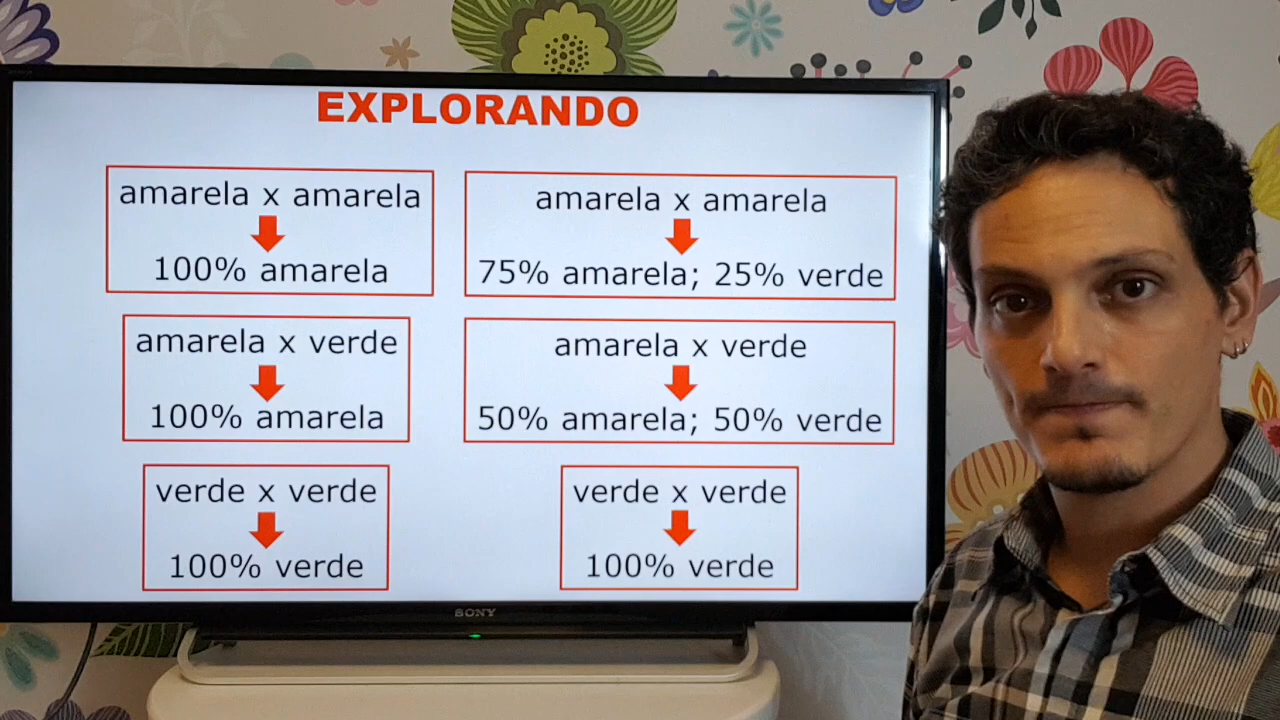 EXPLORANDO
amarela x amarela
100% amarela
amarela x amarela
75% amarela; 25% verde
amarela x verde
100% amarela
amarela x verde
50% amarela; 50% verde
verde x verde
100% verde
verde x verde
100% verde
SONY